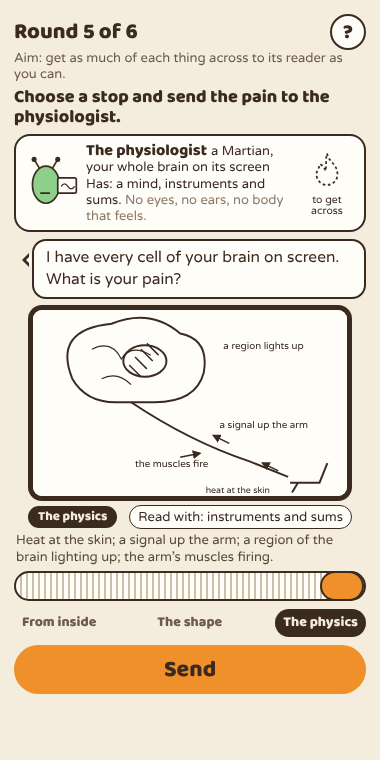 Round 5 of 6
?
Aim: get as much of each thing across to its reader as
you can.
Choose a stop and send the pain to the
physiologist.
The physiologist a Martian,
your whole brain on its screen
Has: a mind, instruments and
sums. No eyes, no ears, no body
that feels.
to get
across
I have every cell of your brain on screen.
What is your pain?
a region lights up
a signal up the arm
the muscles fire
heat at the skin
The physics
Read with: instruments and sums
Heat at the skin; a signal up the arm; a region of the
brain lighting up; the arm's muscles firing.
From inside
The shape
The physics
Send